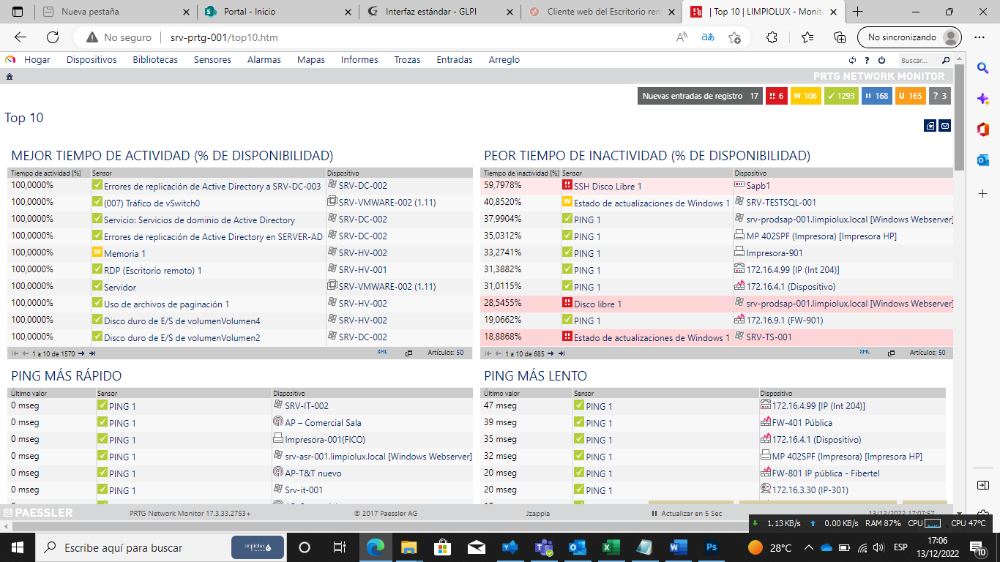 Nueva pestaña
Portal - Inicio
Interfaz estándar - GLPI
Cliente web del Escritorio rem
| Top 10 | LIMPIOLUX - Monito
No seguro
srv-prtg-001/top10.htm
No sincronizando
Hogar Dispositivos Bibliotecas Sensores Alarmas Mapas Informes Trozas Entradas Arreglo
Buscar...
PRTG NETWORK MONITOR
Nuevas entradas de registro 17
6
W 106
1293
168
U 165
? 3
Top 10
MEJOR TIEMPO DE ACTIVIDAD (% DE DISPONIBILIDAD)
Tiempo de actividad [%] Sensor Dispositivo
100,0000% Errores de replicación de Active Directory a SRV-DC-003 SRV-DC-002
100,0000% (007) Tráfico de vSwitch0 SRV-VMWARE-002 (1.11)
100,0000% Servicio: Servicios de dominio de Active Directory SRV-DC-002
100,0000% Errores de replicación de Active Directory en SERVER-AD SRV-DC-002
100,0000% W Memoria 1 SRV-HV-002
100,0000% RDP (Escritorio remoto) 1 SRV-HV-001
100,0000% Servidor SRV-VMWARE-002 (1.11)
100,0000% Uso de archivos de paginación 1 SRV-HV-002
100,0000% Disco duro de E/S de volumenVolumen4 SRV-HV-002
100,0000% Disco duro de E/S de volumenVolumen2 SRV-DC-002
1 a 10 de 1570 XML Artículos: 50
PEOR TIEMPO DE INACTIVIDAD (% DE DISPONIBILIDAD)
Tiempo de inactividad [%] Sensor Dispositivo
59,7978% SSH Disco Libre 1 Sapb1
40,8520% W Estado de actualizaciones de Windows 1 SRV-TESTSQL-001
37,9904% PING 1 srv-prodsap-001.limpiolux.local [Windows Webserver]
35,0312% PING 1 MP 402SPF (Impresora) [Impresora HP]
33,2741% PING 1 Impresora-901
31,3882% PING 1 172.16.4.99 [IP (Int 204)]
31,0115% PING 1 172.16.4.1 (Dispositivo)
28,5455% Disco libre 1 srv-prodsap-001.limpiolux.local [Windows Webserver]
19,0662% PING 1 172.16.9.1 (FW-901)
18,8868% Estado de actualizaciones de Windows 1 SRV-TS-001
1 a 10 de 685 XML Artículos: 50
PING MÁS RÁPIDO
Último valor Sensor Dispositivo
0 mseg PING 1 SRV-IT-002
0 mseg PING 1 AP – Comercial Sala
0 mseg PING 1 Impresora-001(FICO)
0 mseg PING 1 srv-asr-001.limpiolux.local [Windows Webserver]
0 mseg PING 1 AP-T&T nuevo
0 mseg PING 1 Srv-it-001
PING MÁS LENTO
Último valor Sensor Dispositivo
47 mseg PING 1 172.16.4.99 [IP (Int 204)]
39 mseg PING 1 FW-401 Pública
35 mseg PING 1 172.16.4.1 (Dispositivo)
32 mseg PING 1 MP 402SPF (Impresora) [Impresora HP]
20 mseg PING 1 FW-801 IP pública - Fibertel
20 mseg PING 1 172.16.3.30 (IP-301)
PAESSLER
PRTG Network Monitor 17.3.33.2753+
© 2017 Paessler AG
Jzappia
Actualizar en 5 Sec
13/12/2022 17:07:57
1.13 KB/s 0.00 KB/s RAM 87% CPU CPU 47°C
Escribe aquí para buscar
limpiolux
28°C
ESP
17:06
13/12/2022
10